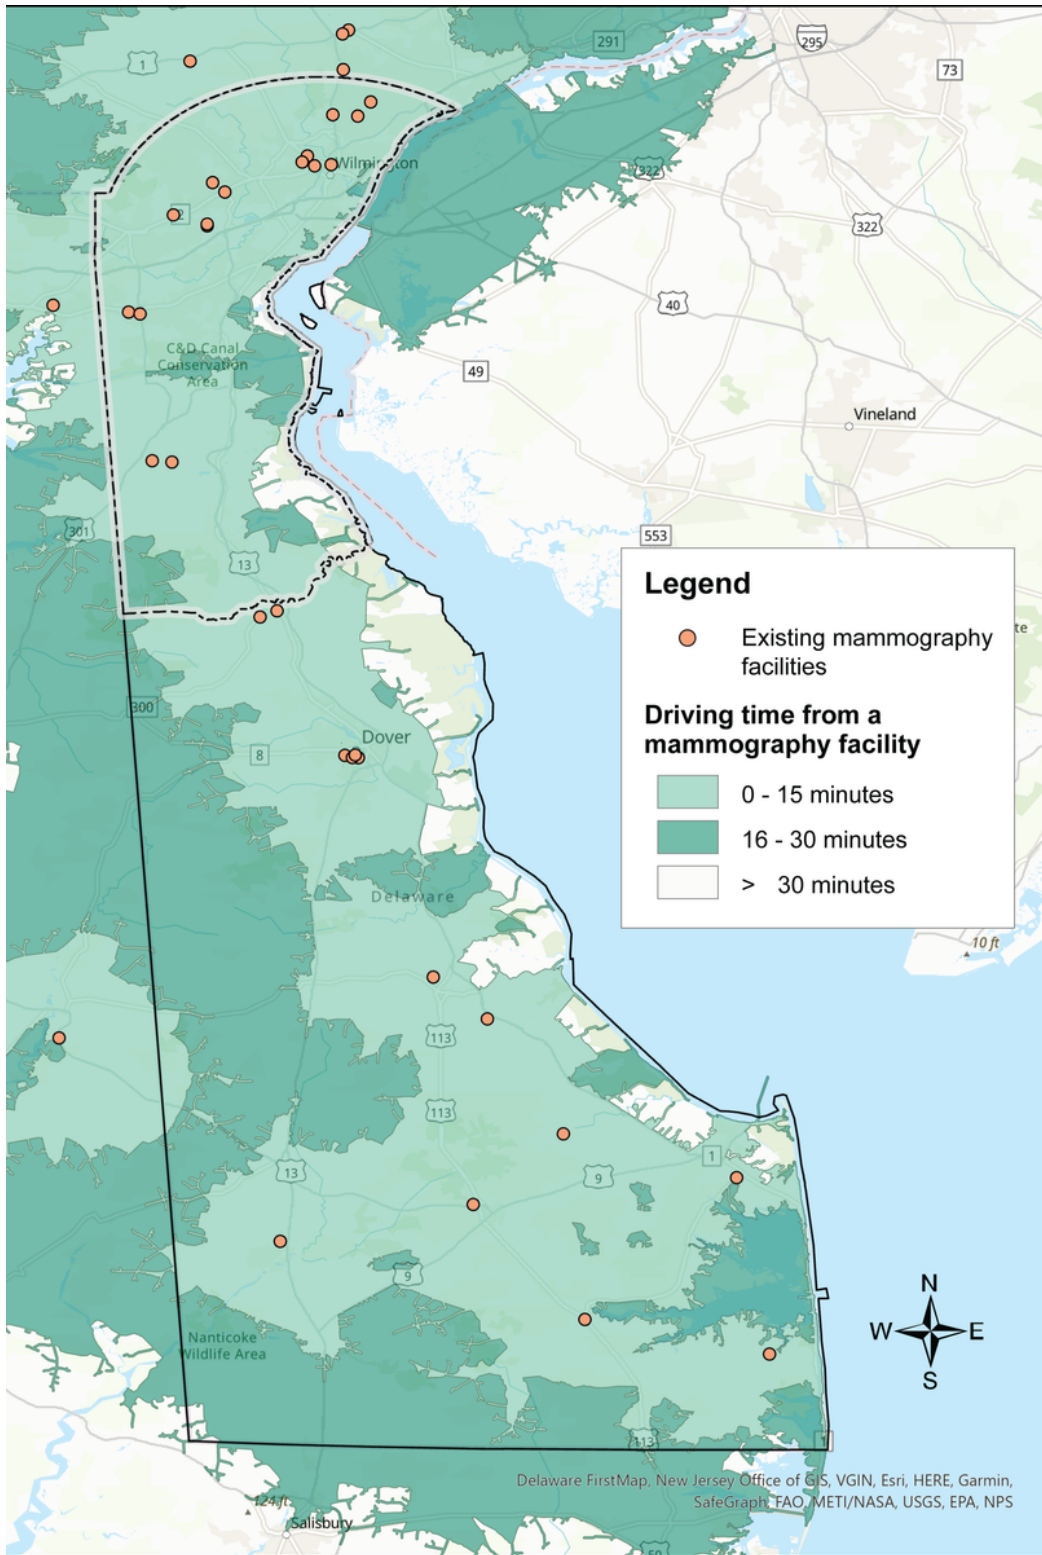 291
295
1
73
Wilmington
322
2
322
40
C&D Canal
Conservation
Area
49
Vineland
301
553
13
Legend
Existing mammography
facilities
te
Driving time from a
mammography facility
0 - 15 minutes
16 - 30 minutes
> 30 minutes
300
Dover
8
Delaware
10 ft
113
113
1
13
9
9
N
W E
S
Nanticoke
Wildlife Area
113
1
Delaware FirstMap, New Jersey Office of GIS, VGIN, Esri, HERE, Garmin,
SafeGraph, FAO, METI/NASA, USGS, EPA, NPS
124 ft
Salisbury
50